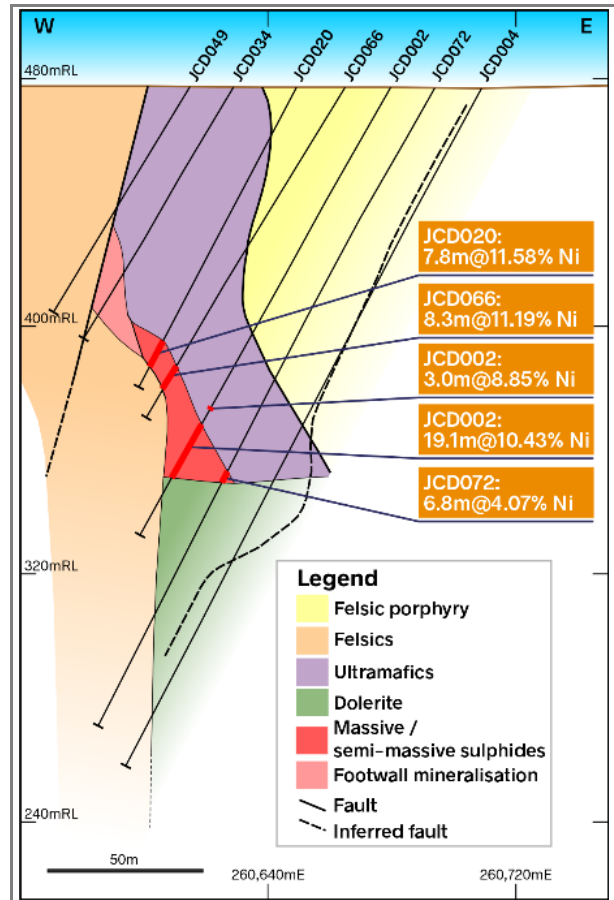 W
E
480mRL
JCD049
JCD034
JCD020
JCD066
JCD002
JCD072
JCD004
JCD020:
7.8m@11.58% Ni
JCD066:
8.3m@11.19% Ni
400mRL
JCD002:
3.0m@8.85% Ni
JCD002:
19.1m@10.43% Ni
JCD072:
6.8m@4.07% Ni
320mRL
Legend
Felsic porphyry
Felsics
Ultramafics
Dolerite
Massive /
semi-massive sulphides
Footwall mineralisation
Fault
Inferred fault
240mRL
50m
260,640mE
260,720mE